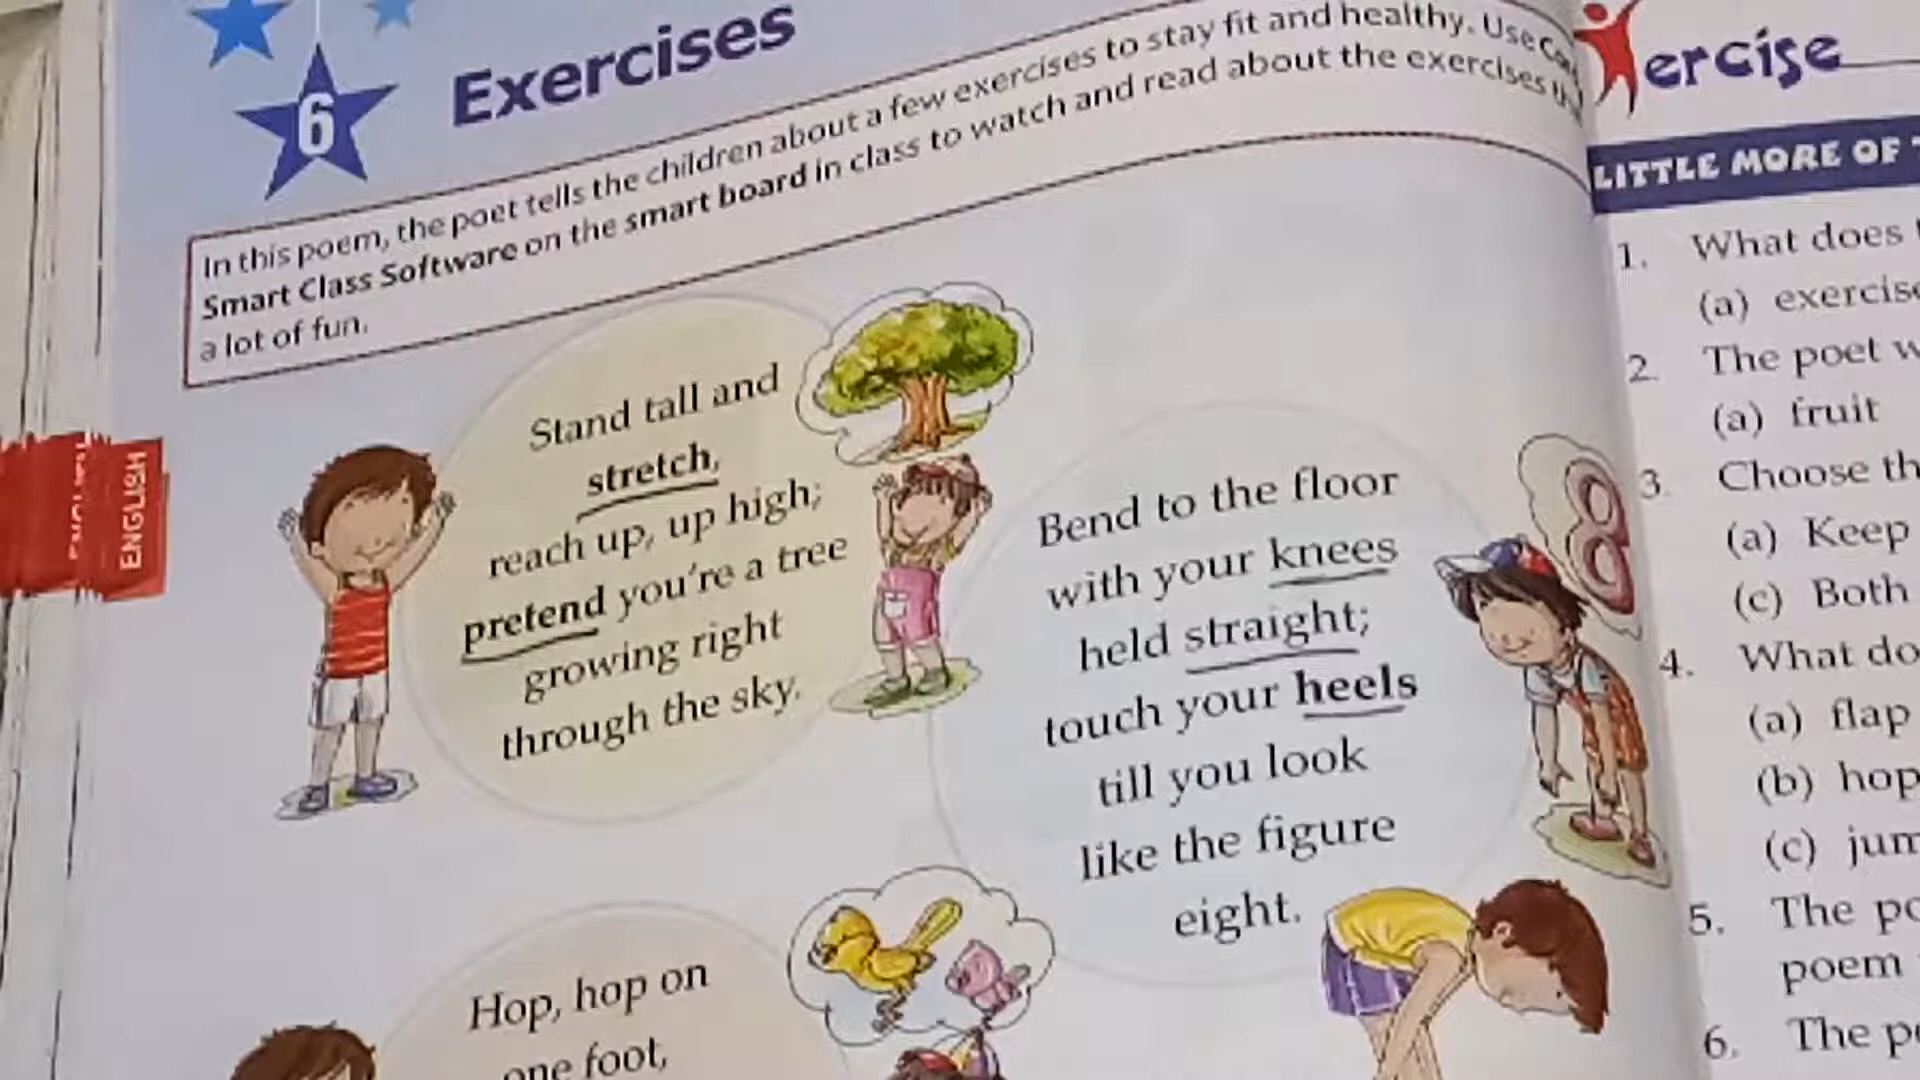 6
Exercises
In this poem, the poet tells the children about a few exercises to stay fit and healthy. Use
Smart Class Software on the smart board in class to watch and read about the exercises
a lot of fun.
ENGLISH
Stand tall and
stretch,
reach up, up high;
pretend you're a tree
growing right
through the sky.
Bend to the floor
with your knees
held straight;
touch your heels
till you look
like the figure
eight.
8
Hop, hop on
one foot,
ercise
LITTLE MORE OF
1. What does
(a) exercise
2. The poet
(a) fruit
3. Choose
(a) Keep
(c) Both
4. What do
(a) flap
(b) hop
(c)
5. The
poem
6. The